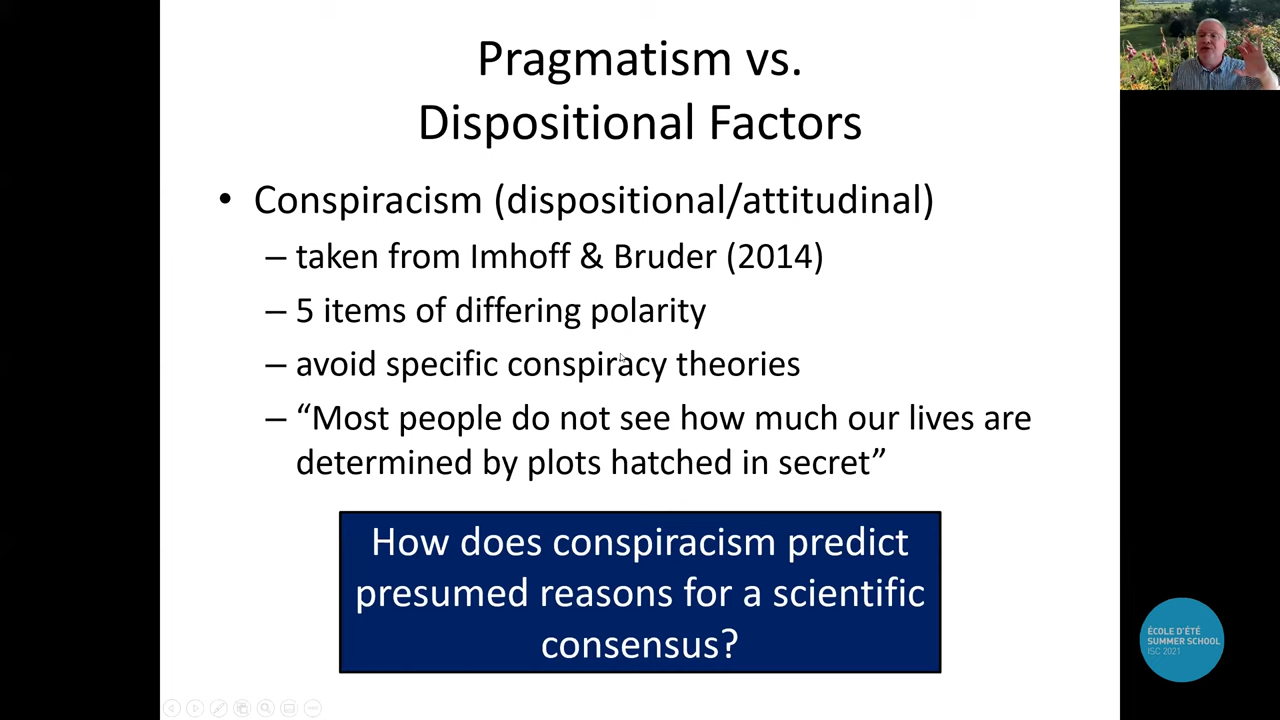 Pragmatism vs.
Dispositional Factors
• Conspiracism (dispositional/attitudinal)
– taken from Imhoff & Bruder (2014)
– 5 items of differing polarity
– avoid specific conspiracy theories
– “Most people do not see how much our lives are
determined by plots hatched in secret”
How does conspiracism predict
presumed reasons for a scientific
consensus?
ÉCOLE D'ÉTÉ
SUMMER SCHOOL
ISC 2021